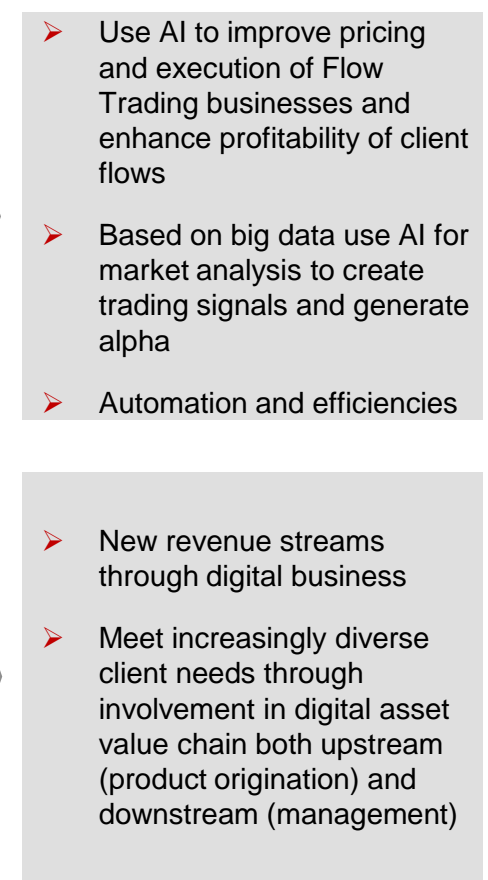 ➢ Use AI to improve pricing
and execution of Flow
Trading businesses and
enhance profitability of client
flows
➢ Based on big data use AI for
market analysis to create
trading signals and generate
alpha
➢ Automation and efficiencies
➢ New revenue streams
through digital business
➢ Meet increasingly diverse
client needs through
involvement in digital asset
value chain both upstream
(product origination) and
downstream (management)